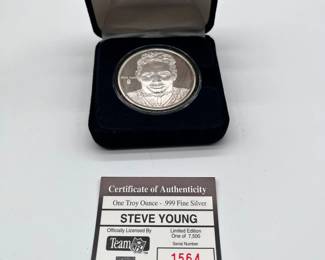 Certificate of Authenticity
One Troy Ounce - .999 Fine Silver
STEVE YOUNG
Officially Licensed By
Limited Edition
One of 7,500
Team
Serial Number
1564